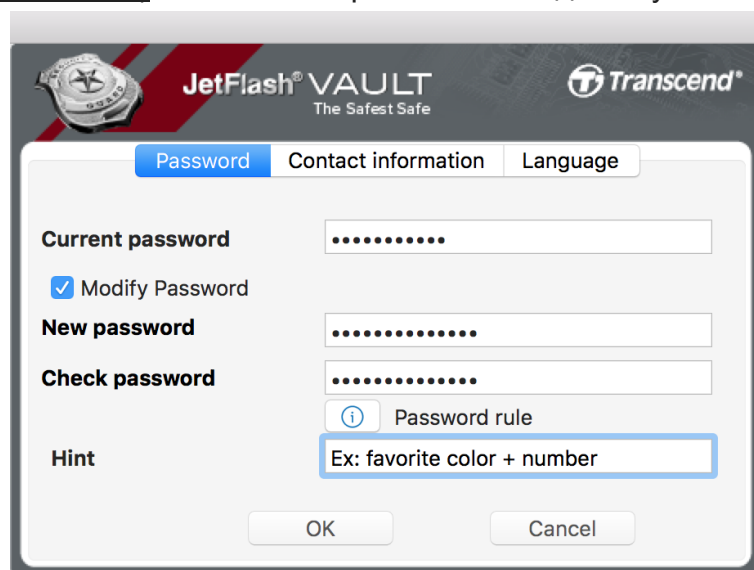 JetFlash® VAULT
The Safest Safe
Transcend®
GUARD
Password
Contact information
Language
Current password
Modify Password
New password
Check password
Password rule
Hint
Ex: favorite color + number
OK
Cancel